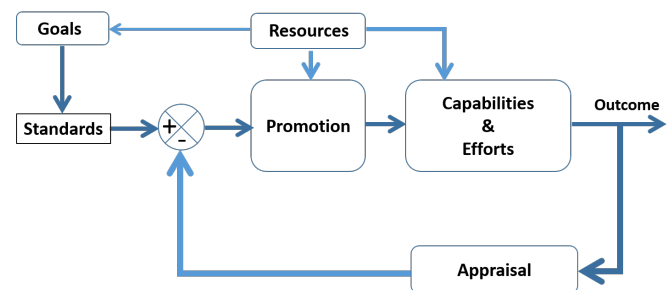 Goals
Resources
Standards
+
-
Promotion
Capabilities
&
Efforts
Outcome
Appraisal